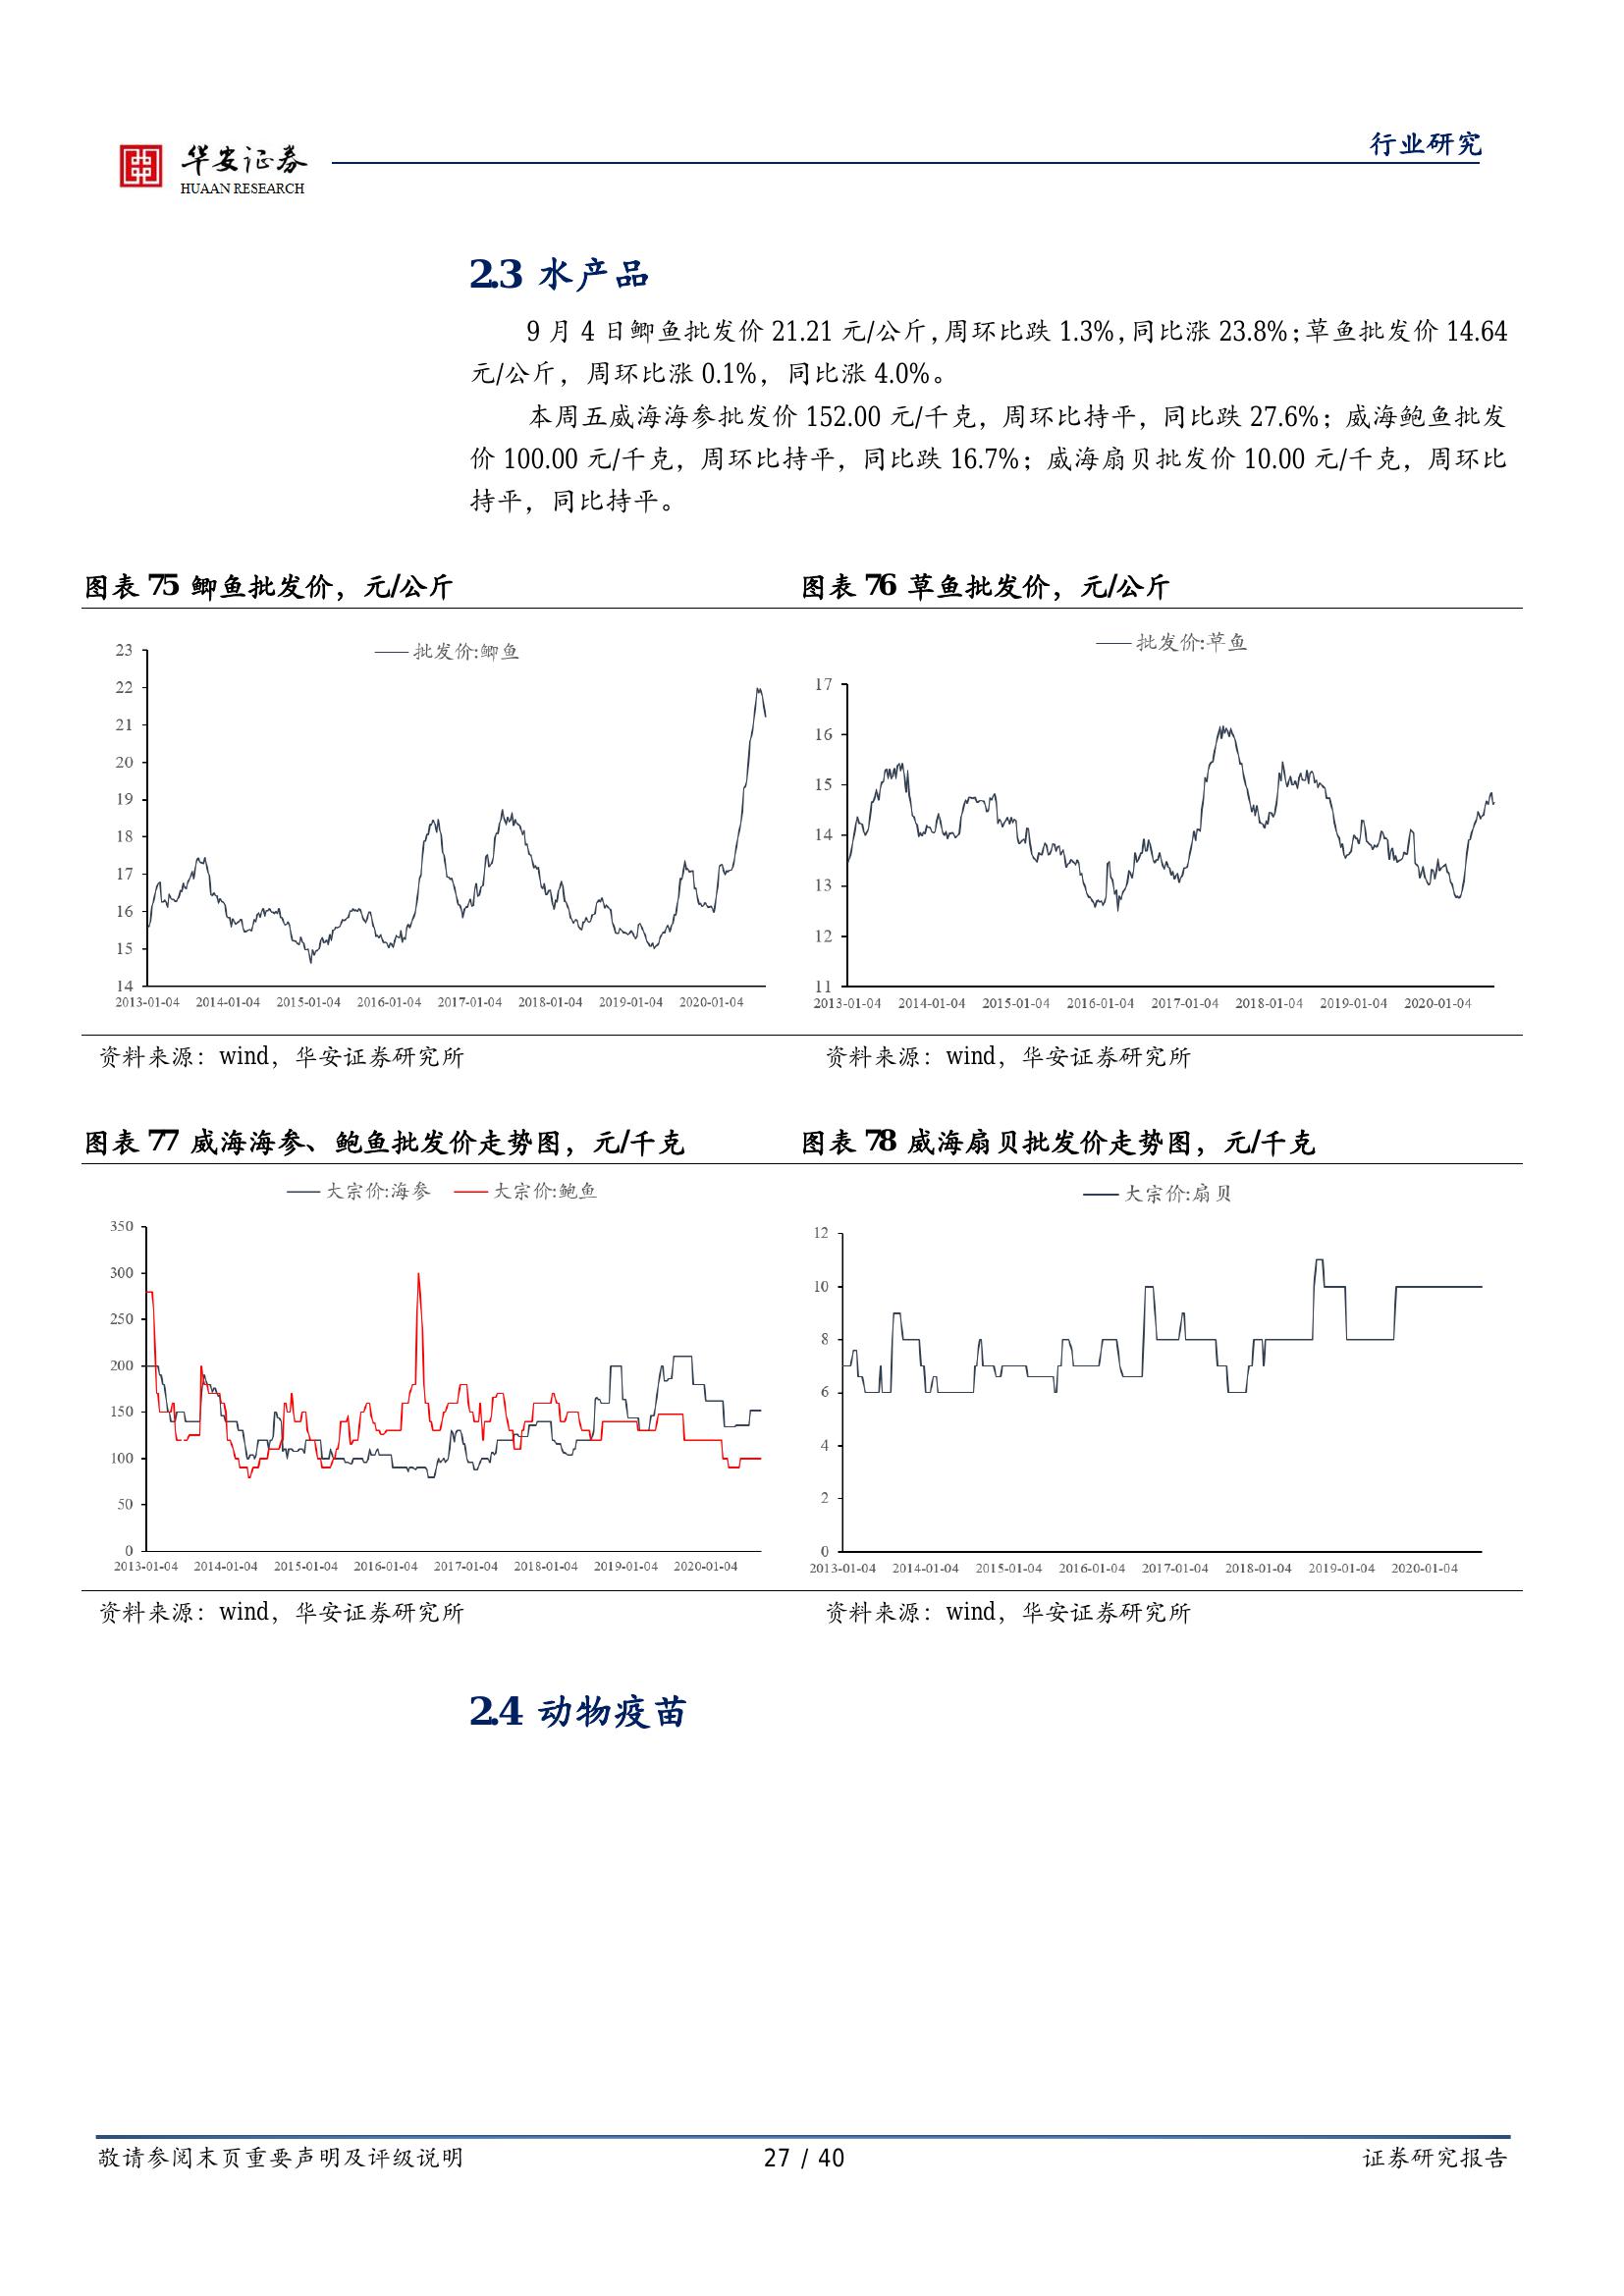 华安证券
HUAAN RESEARCH
行业研究
2.3 水产品
9 月 4 日鲫鱼批发价 21.21 元/公斤，周环比跌 1.3%，同比涨 23.8%；草鱼批发价 14.64
元/公斤，周环比涨 0.1%，同比涨 4.0%。
本周五威海海参批发价 152.00 元/千克，周环比持平，同比跌 27.6%；威海鲍鱼批发
价 100.00 元/千克，周环比持平，同比跌 16.7%；威海扇贝批发价 10.00 元/千克，周环比
持平，同比持平。
图表 75 鲫鱼批发价，元/公斤
批发价:鲫鱼
23
22
21
20
19
18
17
16
15
14
2013-01-04 2014-01-04 2015-01-04 2016-01-04 2017-01-04 2018-01-04 2019-01-04 2020-01-04
资料来源：wind，华安证券研究所
图表 76 草鱼批发价，元/公斤
批发价:草鱼
17
16
15
14
13
12
11
2013-01-04 2014-01-04 2015-01-04 2016-01-04 2017-01-04 2018-01-04 2019-01-04 2020-01-04
资料来源：wind，华安证券研究所
图表 77 威海海参、鲍鱼批发价走势图，元/千克
大宗价:海参 大宗价:鲍鱼
350
300
250
200
150
100
50
0
2013-01-04 2014-01-04 2015-01-04 2016-01-04 2017-01-04 2018-01-04 2019-01-04 2020-01-04
资料来源：wind，华安证券研究所
图表 78 威海扇贝批发价走势图，元/千克
大宗价:扇贝
12
10
8
6
4
2
0
2013-01-04 2014-01-04 2015-01-04 2016-01-04 2017-01-04 2018-01-04 2019-01-04 2020-01-04
资料来源：wind，华安证券研究所
2.4 动物疫苗
敬请参阅末页重要声明及评级说明
27 / 40
证券研究报告